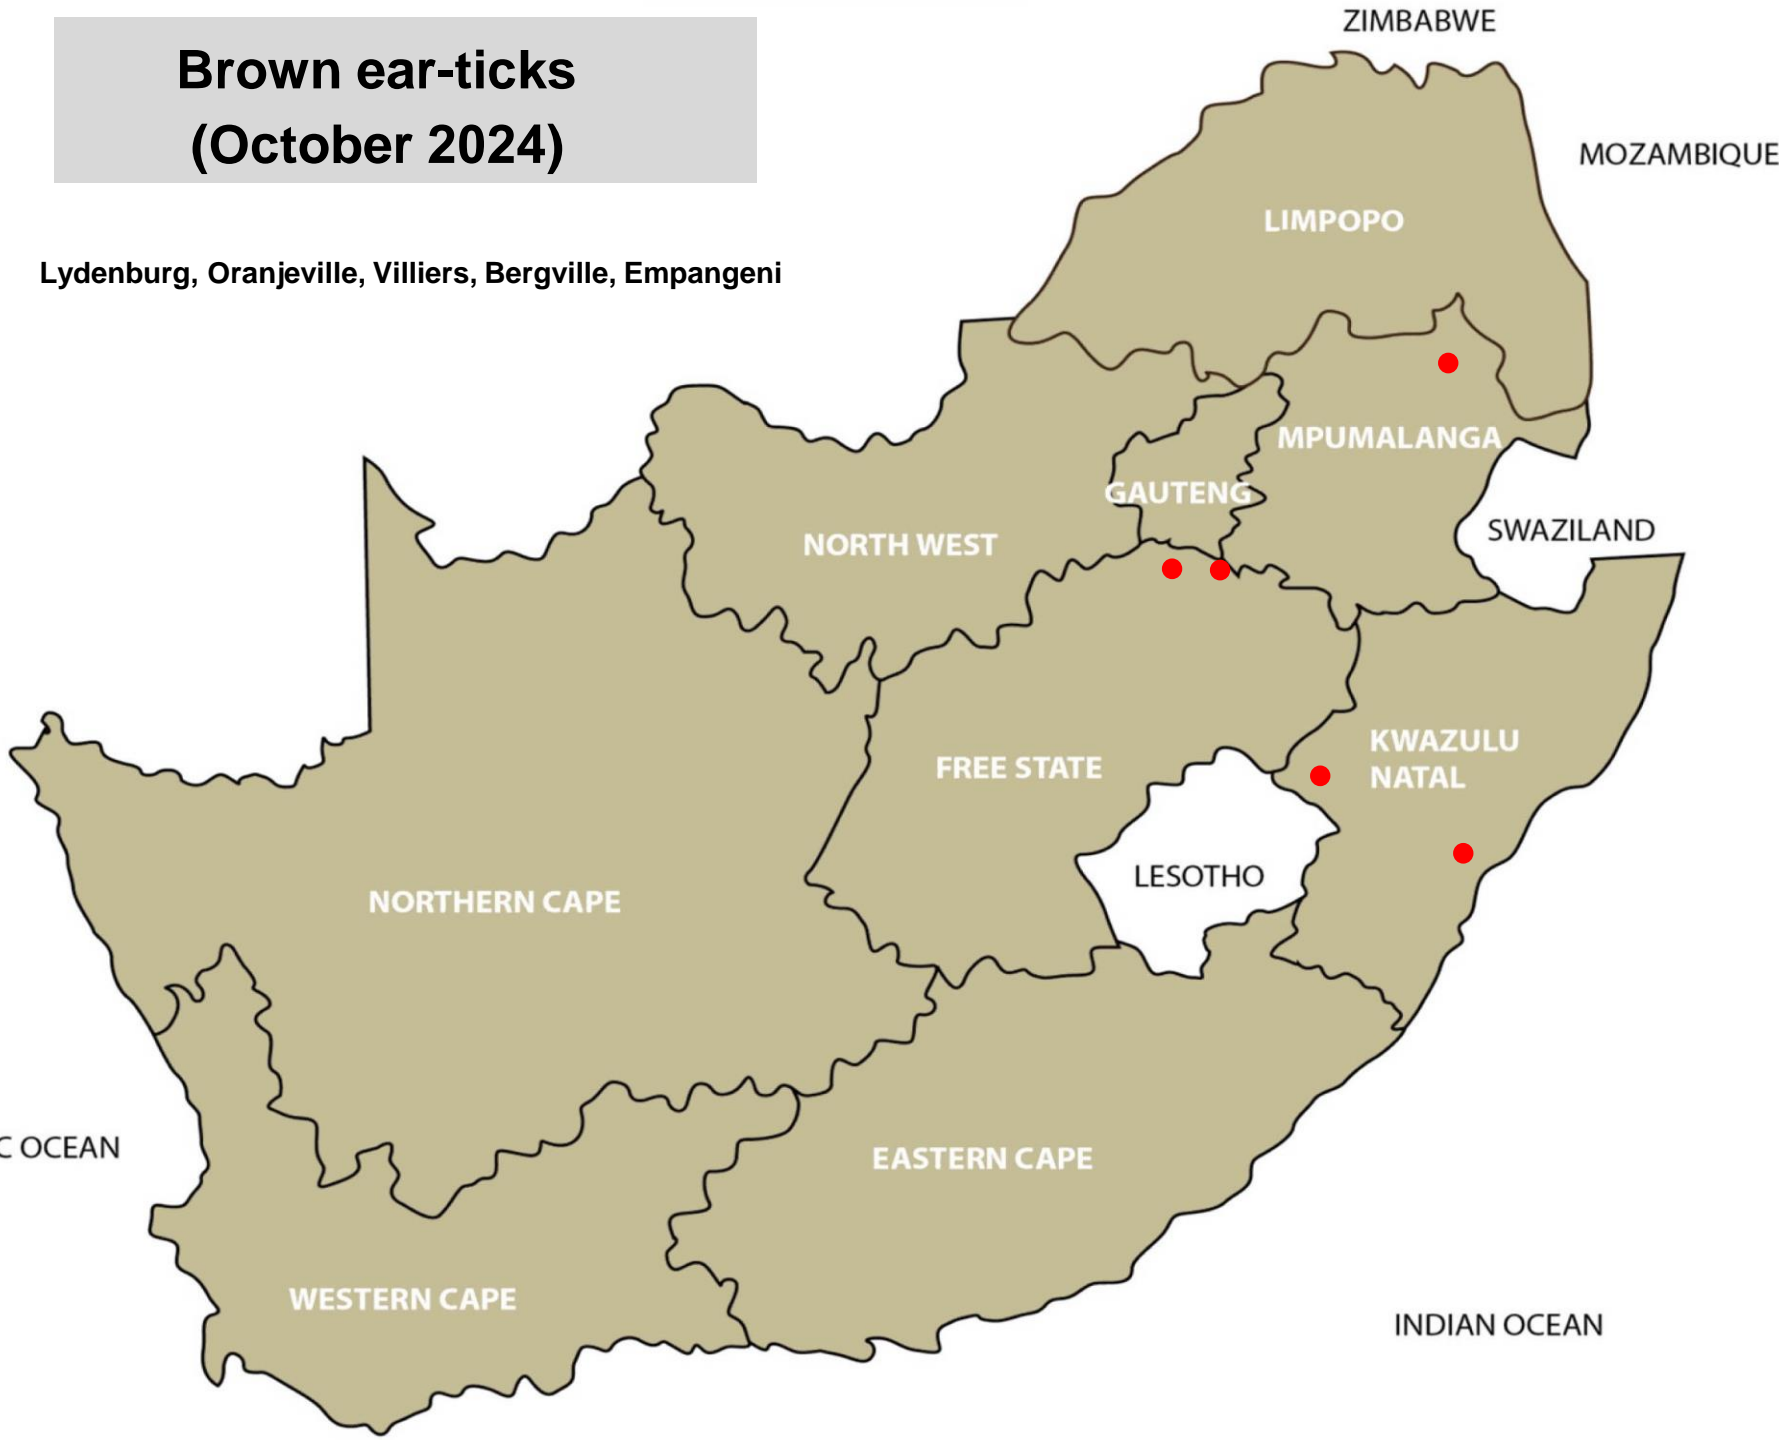 Brown ear-ticks
(October 2024)
Lydenburg, Oranjeville, Villiers, Bergville, Empangeni
ZIMBABWE
MOZAMBIQUE
LIMPOPO
MPUMALANGA
GAUTENG
NORTH WEST
SWAZILAND
KWAZULU
NATAL
FREE STATE
LESOTHO
NORTHERN CAPE
C OCEAN
EASTERN CAPE
WESTERN CAPE
INDIAN OCEAN